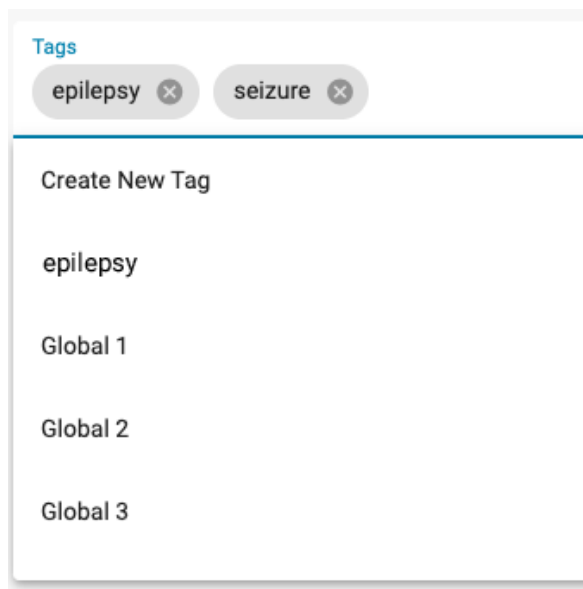 Tags
epilepsy seizure
Create New Tag
epilepsy
Global 1
Global 2
Global 3